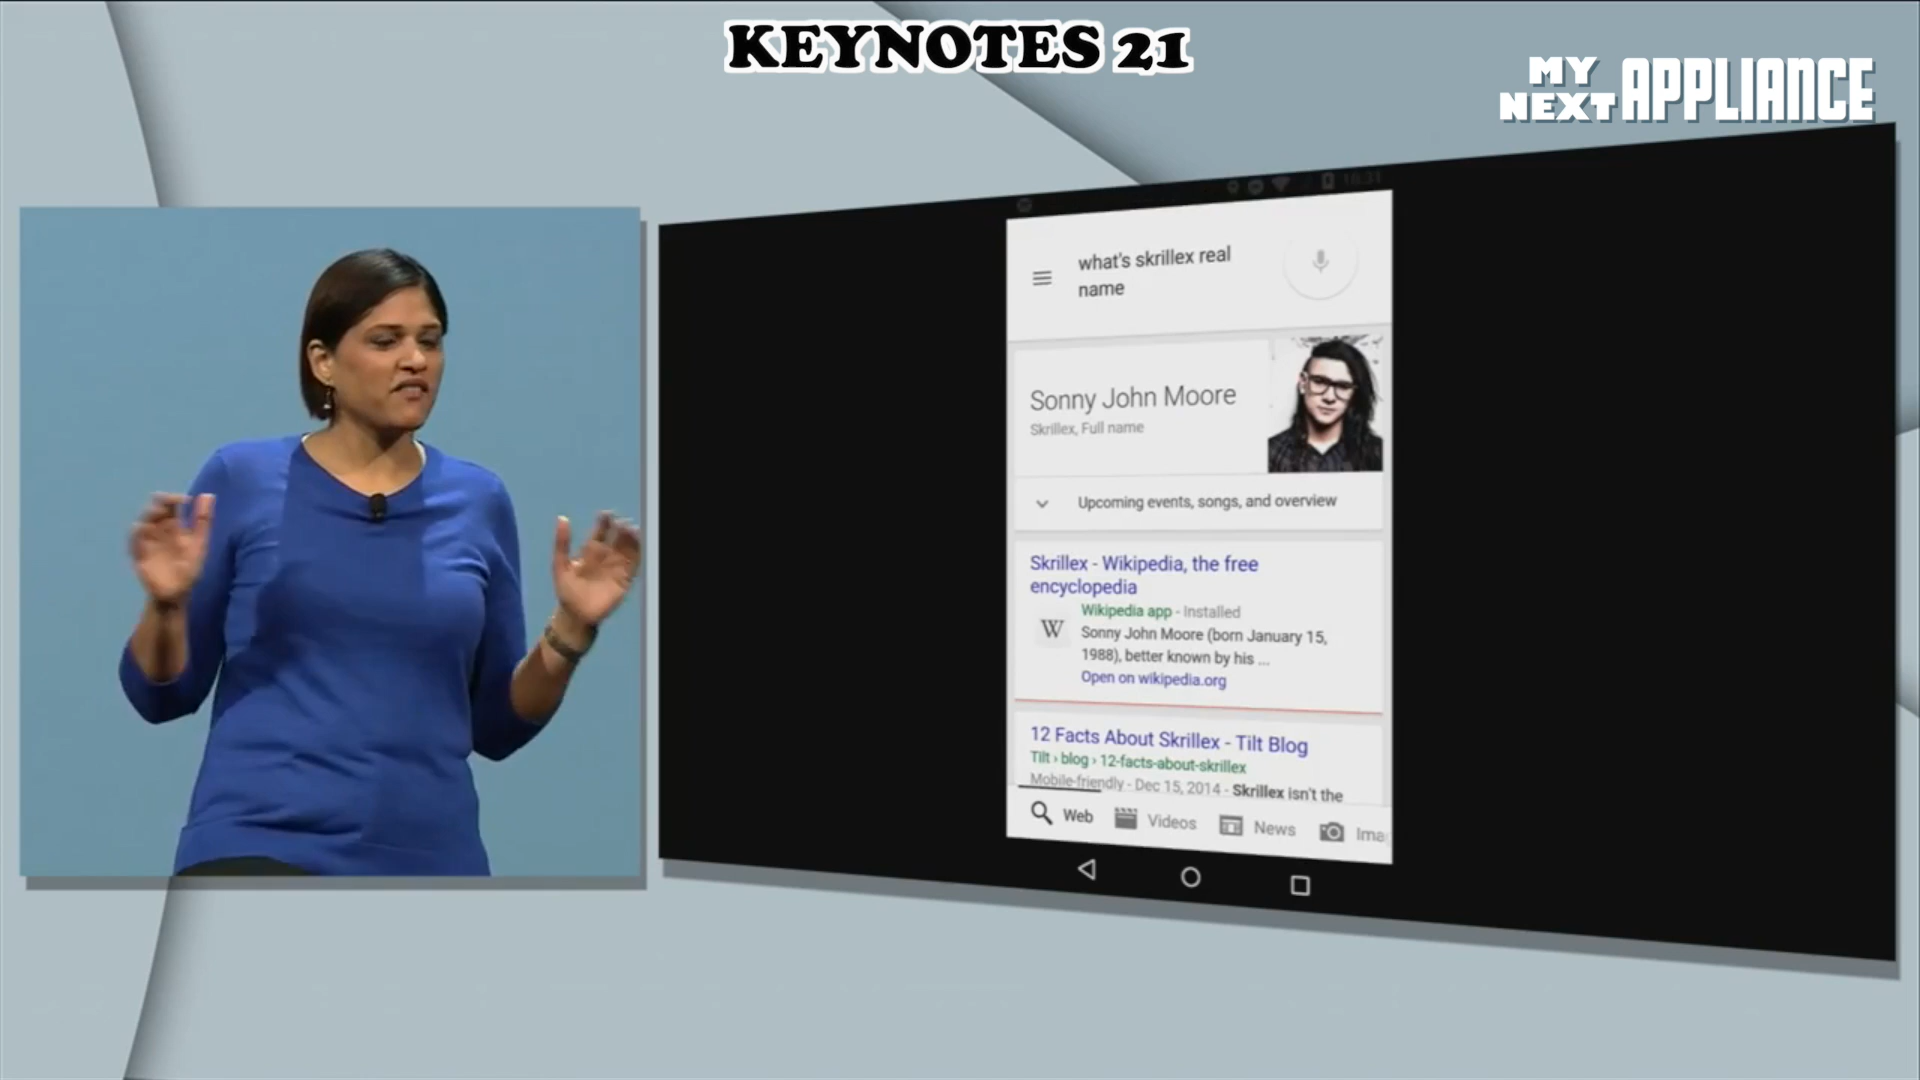 KEYNOTES 21
MY
NEXT APPLIANCE
18:31
what's skrillex real
name
Sonny John Moore
Skrillex, Full name
Upcoming events, songs, and overview
Skrillex - Wikipedia, the free
encyclopedia
Wikipedia app - Installed
W
Sonny John Moore (born January 15,
1988), better known by his ...
Open on wikipedia.org
12 Facts About Skrillex - Tilt Blog
Tilt › blog › 12-facts-about-skrillex
Mobile-friendly - Dec 15, 2014 - Skrillex isn't the
Web Videos News Ima